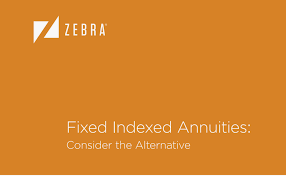 ZEBRA®
Fixed Indexed Annuities:
Consider the Alternative